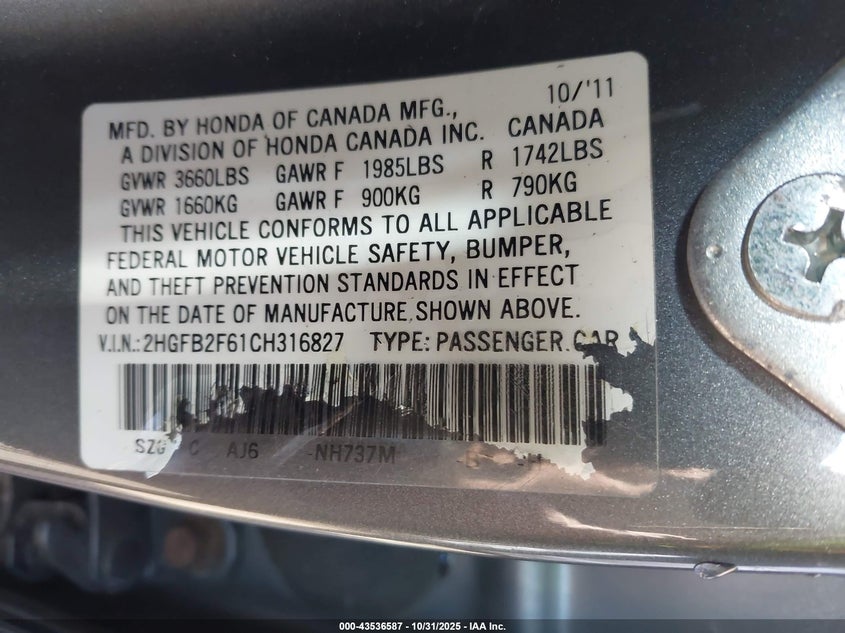 10/'11
MFD. BY HONDA OF CANADA MFG.,
A DIVISION OF HONDA CANADA INC. CANADA
GVWR 3660LBS GAWR F 1985LBS R 1742LBS
GVWR 1660KG GAWR F 900KG R 790KG
THIS VEHICLE CONFORMS TO ALL APPLICABLE
FEDERAL MOTOR VEHICLE SAFETY, BUMPER,
AND THEFT PREVENTION STANDARDS IN EFFECT
ON THE DATE OF MANUFACTURE SHOWN ABOVE.
V.I.N.: 2HGFB2F61CH316827 TYPE: PASSENGER CAR
C AJ6 -NH737M
000-43536587 - 10/31/2025 - IAA Inc.